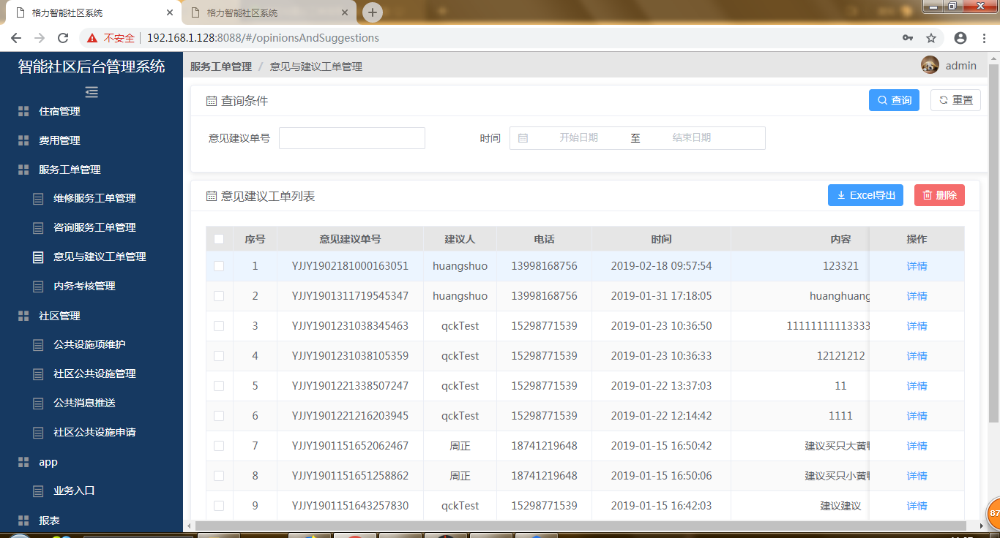 格力智能社区系统
格力智能社区系统
不安全 192.168.1.128:8088/#/opinionsAndSuggestions
智能社区后台管理系统
住宿管理
费用管理
服务工单管理
维修服务工单管理
咨询服务工单管理
意见与建议工单管理
内务考核管理
社区管理
公共设施项维护
社区公共设施管理
公共消息推送
社区公共设施申请
app
业务入口
报表
服务工单管理 / 意见与建议工单管理 admin
查询条件 查询 重置
意见建议单号 时间 开始日期 至 结束日期
意见建议工单列表 Excel导出 删除
序号 意见建议单号 建议人 电话 时间 内容 操作
1 YJJY1902181000163051 huangshuo 13998168756 2019-02-18 09:57:54 123321 详情
2 YJJY1901311719545347 huangshuo 13998168756 2019-01-31 17:18:05 huanghuang 详情
3 YJJY1901231038345463 qckTest 15298771539 2019-01-23 10:36:50 11111111113333 详情
4 YJJY1901231038105359 qckTest 15298771539 2019-01-23 10:36:33 12121212 详情
5 YJJY1901221338507247 qckTest 15298771539 2019-01-22 13:37:03 11 详情
6 YJJY1901221216203945 qckTest 15298771539 2019-01-22 12:14:42 1111 详情
7 YJJY1901151652062467 周正 18741219648 2019-01-15 16:50:42 建议买只大黄 详情
8 YJJY1901151651258862 周正 18741219648 2019-01-15 16:50:06 建议买只小黄 详情
9 YJJY1901151643257830 qckTest 15298771539 2019-01-15 16:42:03 建议建议 详情
87